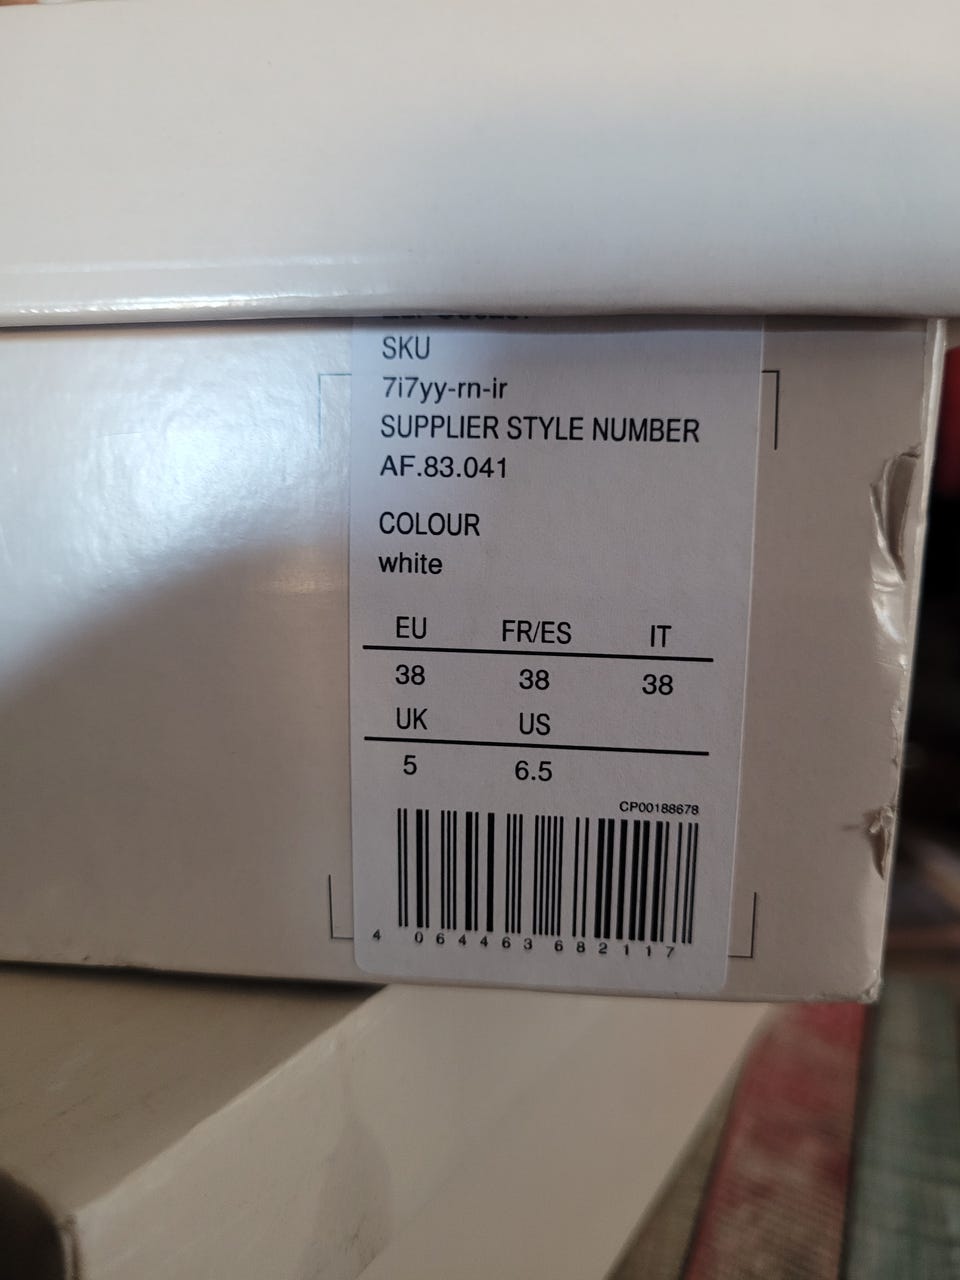 SKU
7i7yy-rn-ir
SUPPLIER STYLE NUMBER
AF.83.041
COLOUR
white
EU FR/ES IT
38 38 38
UK US
5 6.5
CP00188678
4 064463 682117